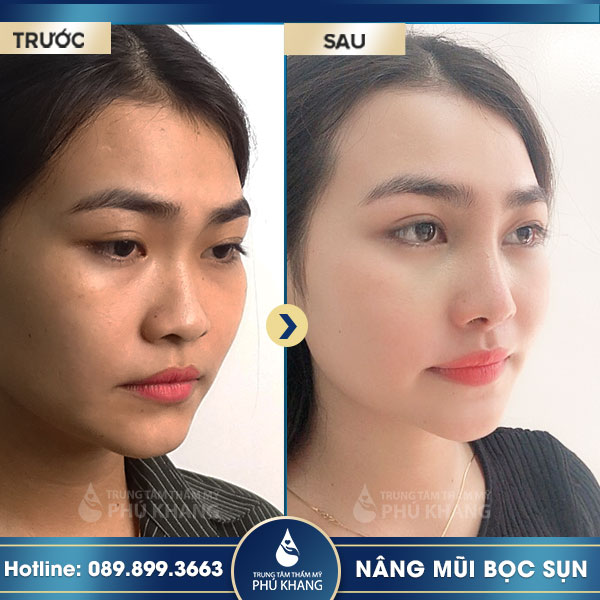 TRƯỚC
SAU
TRUNG TÂM THẨM MỸ
PHÚ KHANG
TRUNG TÂM THẨM MỸ
PHÚ KHANG
Hotline: 089.899.3663
TRUNG TÂM THẨM MỸ
PHÚ KHANG
NÂNG MŨI BỌC SỤN